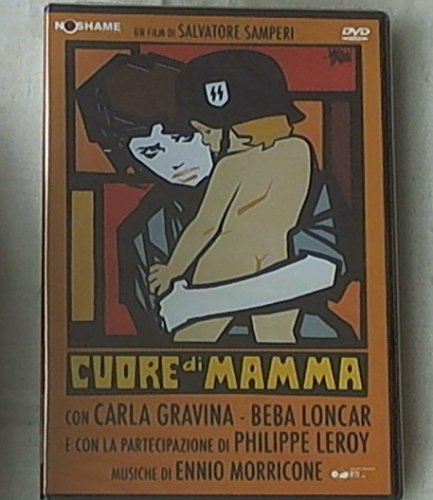 NOSHAME
UN FILM DI SALVATORE SAMPERI
DVD
CUORE di MAMMA
CON CARLA GRAVINA - BEBA LONCAR
E CON LA PARTECIPAZIONE DI PHILIPPE LEROY
MUSICHE DI ENNIO MORRICONE
RTI